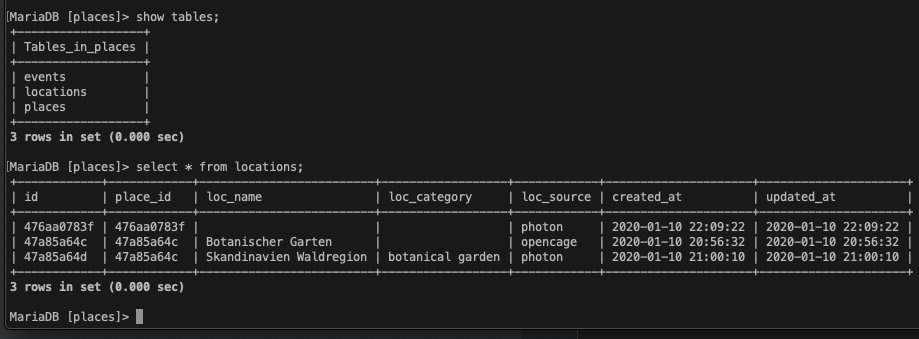 [MariaDB [places]> show tables;
+------------------+
| Tables_in_places |
+------------------+
| events           |
| locations        |
| places           |
+------------------+
3 rows in set (0.000 sec)
[MariaDB [places]> select * from locations;
+------------+------------+------------------------+------------------+------------+---------------------+---------------------+
| id         | place_id   | loc_name               | loc_category     | loc_source | created_at          | updated_at          |
+------------+------------+------------------------+------------------+------------+---------------------+---------------------+
| 476aa0783f | 476aa0783f |                        |                  | photon     | 2020-01-10 22:09:22 | 2020-01-10 22:09:22 |
| 47a85a64c  | 47a85a64c  | Botanischer Garten     |                  | opencage   | 2020-01-10 20:56:32 | 2020-01-10 20:56:32 |
| 47a85a64d  | 47a85a64c  | Skandinavien Waldregion | botanical garden | photon     | 2020-01-10 21:00:10 | 2020-01-10 21:00:10 |
+------------+------------+------------------------+------------------+------------+---------------------+---------------------+
3 rows in set (0.000 sec)
MariaDB [places]>